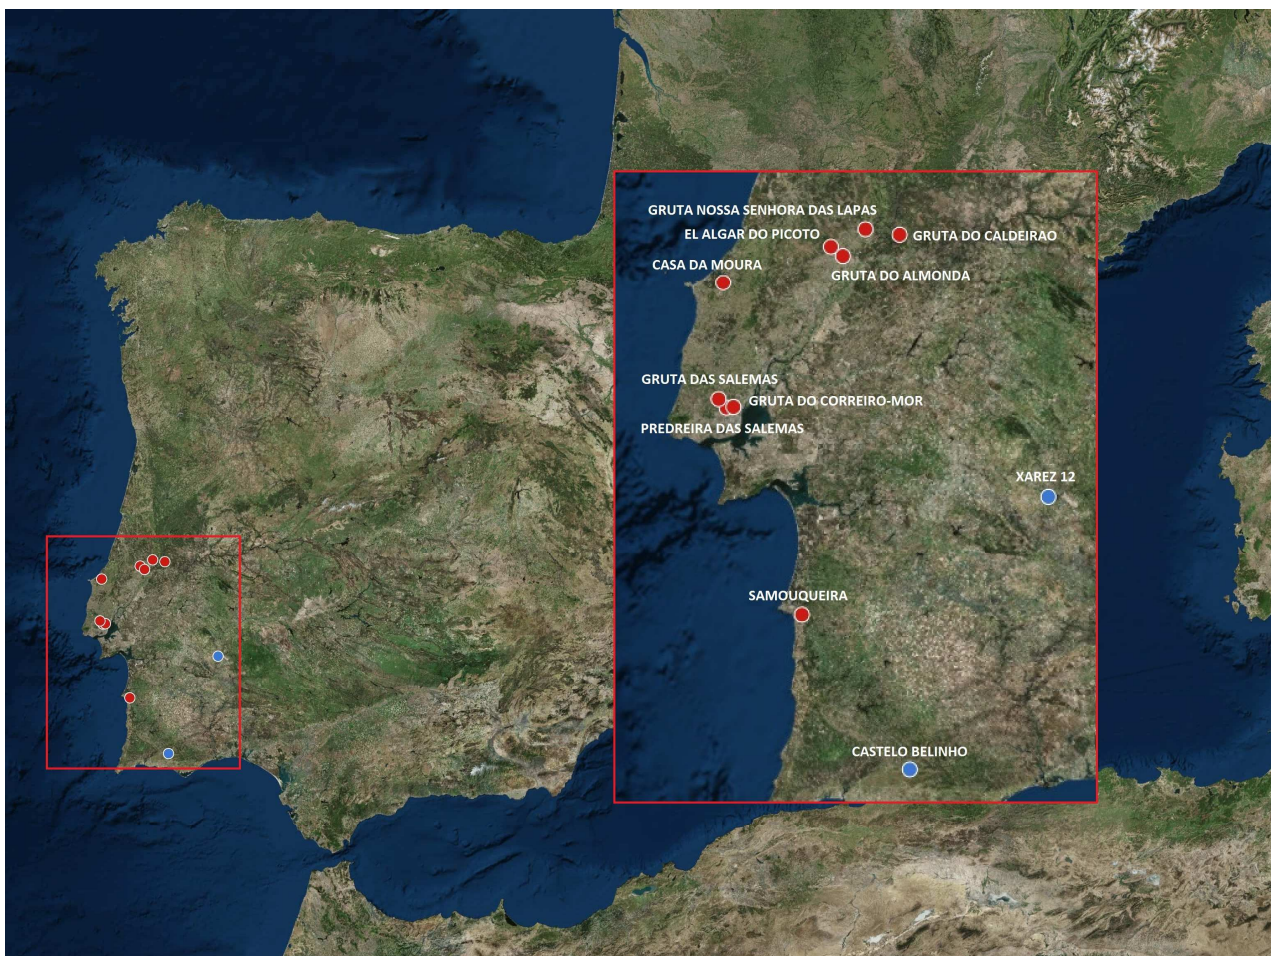 GRUTA NOSSA SENHORA DAS LAPAS
EL ALGAR DO PICOTO
GRUTA DO CALDEIRAO
CASA DA MOURA
GRUTA DO ALMONDA
GRUTA DAS SALEMAS
GRUTA DO CORREIRO-MOR
PREDREIRA DAS SALEMAS
XAREZ 12
SAMOUQUEIRA
CASTELO BELINHO